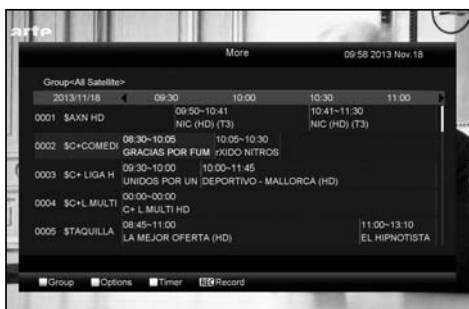 arte
More
09:58 2013 Nov.18
Group<All Satellite>
2013/11/18 09:30 10:00 10:30 11:00
0001 $AXN HD
09:50~10:41
NIC (HD) (T3)
10:41~11:30
NIC (HD) (T3)
0002 $C+COMEDI
08:30~10:05
GRACIAS POR FUM
10:05~10:30
rXIDO NITROS
0003 $C+ LIGA H
09:30~10:00
UNIDOS POR UN
10:00~11:45
DEPORTIVO - MALLORCA (HD)
0004 $C+L.MULTI
00:00~00:00
C+ L.MULTI HD
0005 $TAQUILLA
08:45~11:00
LA MEJOR OFERTA (HD)
11:00~13:10
EL HIPNOTISTA
Group Options Timer REC Record